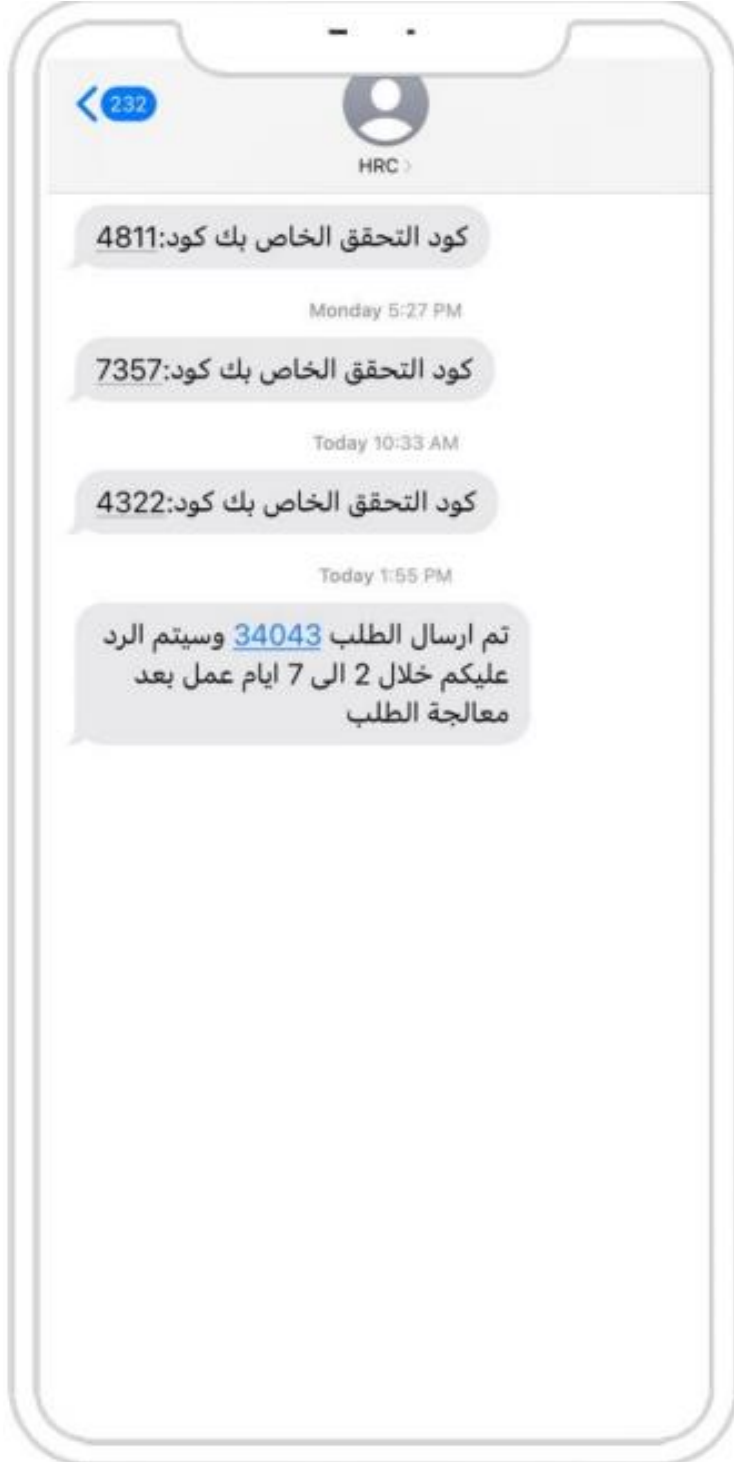 232
HRC
كود التحقق الخاص بك كود:4811
Monday 5:27 PM
كود التحقق الخاص بك كود:7357
Today 10:33 AM
كود التحقق الخاص بك كود:4322
Today 1:55 PM
تم ارسال الطلب 34043 وسيتم الرد
عليكم خلال 2 الى 7 ايام عمل بعد
معالجة الطلب